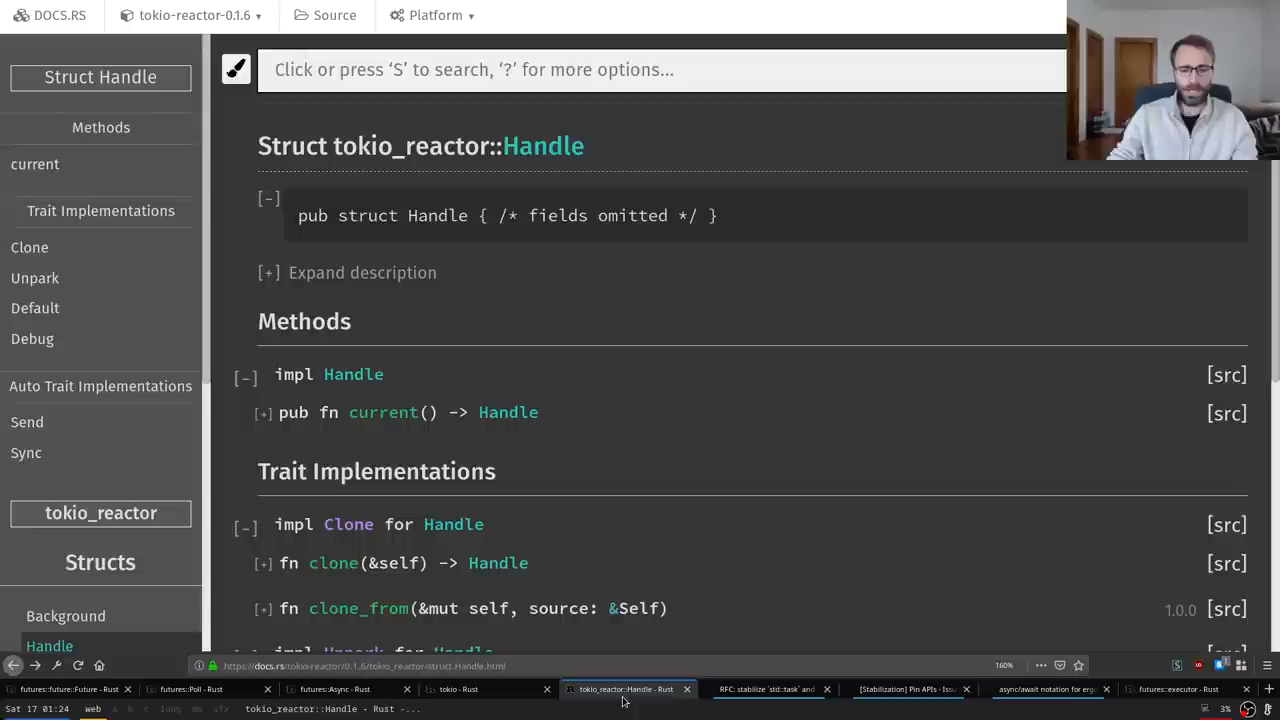 DOCS.RS tokio-reactor-0.1.6 Source Platform
Struct Handle
Methods
current
Trait Implementations
Clone
Unpark
Default
Debug
Auto Trait Implementations
Send
Sync
tokio_reactor
Structs
Background
Handle
Click or press ‘S’ to search, ‘?’ for more options...
Struct tokio_reactor::Handle
[-] pub struct Handle { /* fields omitted */ }
[+] Expand description
Methods
[-] impl Handle [src]
[+] pub fn current() -> Handle [src]
Trait Implementations
[-] impl Clone for Handle [src]
[+] fn clone(&self) -> Handle [src]
[+] fn clone_from(&mut self, source: &Self) 1.0.0 [src]
[-] impl Unpark for Handle [src]
https://docs.rs/tokio-reactor/0.1.6/tokio_reactor/struct.Handle.html 160%
futures::future::Future - Rust futures::Poll - Rust futures::Async - Rust tokio - Rust tokio_reactor::Handle - Rust RFC: stabilize `std::task` and [Stabilization] Pin APIs - Issu async/await notation for erg futures::executor - Rust
Sat 17 01:24 web tokio_reactor::Handle - Rust -... 3%